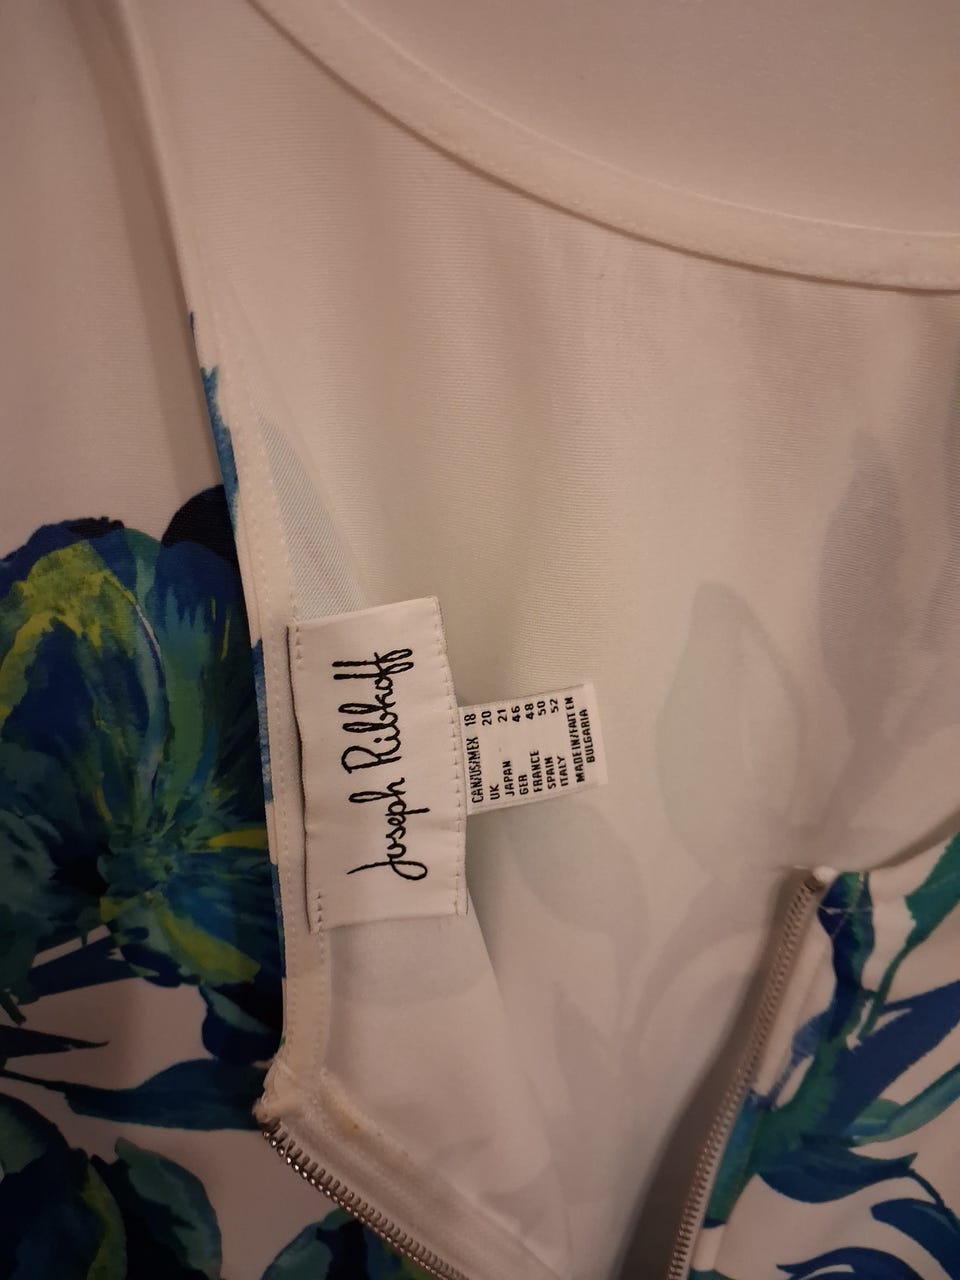 Joseph Ribkoff
CAN/US/MEX 18
UK 20
JAPAN 21
GER 46
FRANCE 48
SPAIN 50
ITALY 52
MADE IN/FAIT EN
BULGARIA